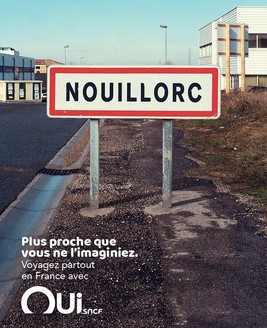 NOUILLORC
Plus proche que
vous ne l'imaginiez.
Voyagez partout
en France avec
OUi.SNCF